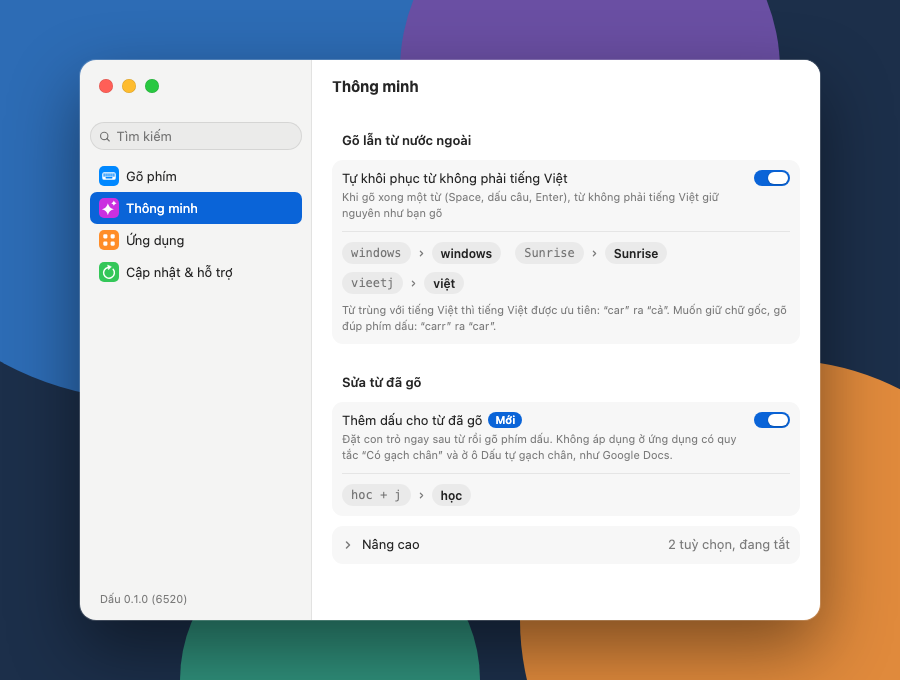 Thông minh
Tìm kiếm
Gõ phím
Thông minh
Ứng dụng
Cập nhật & hỗ trợ
Dấu 0.1.0 (6520)
Gõ lẫn từ nước ngoài
Tự khôi phục từ không phải tiếng Việt
Khi gõ xong một từ (Space, dấu câu, Enter), từ không phải tiếng Việt giữ
nguyên như bạn gõ
windows › windows Sunrise › Sunrise
vieetj › việt
Từ trùng với tiếng Việt thì tiếng Việt được ưu tiên: “car” ra “cả”. Muốn giữ chữ gốc, gõ
đúp phím dấu: “carr” ra “car”.
Sửa từ đã gõ
Thêm dấu cho từ đã gõ Mới
Đặt con trỏ ngay sau từ rồi gõ phím dấu. Không áp dụng ở ứng dụng có quy
tắc “Có gạch chân” và ở ô Dấu tự gạch chân, như Google Docs.
hoc + j › học
Nâng cao 2 tuỳ chọn, đang tắt